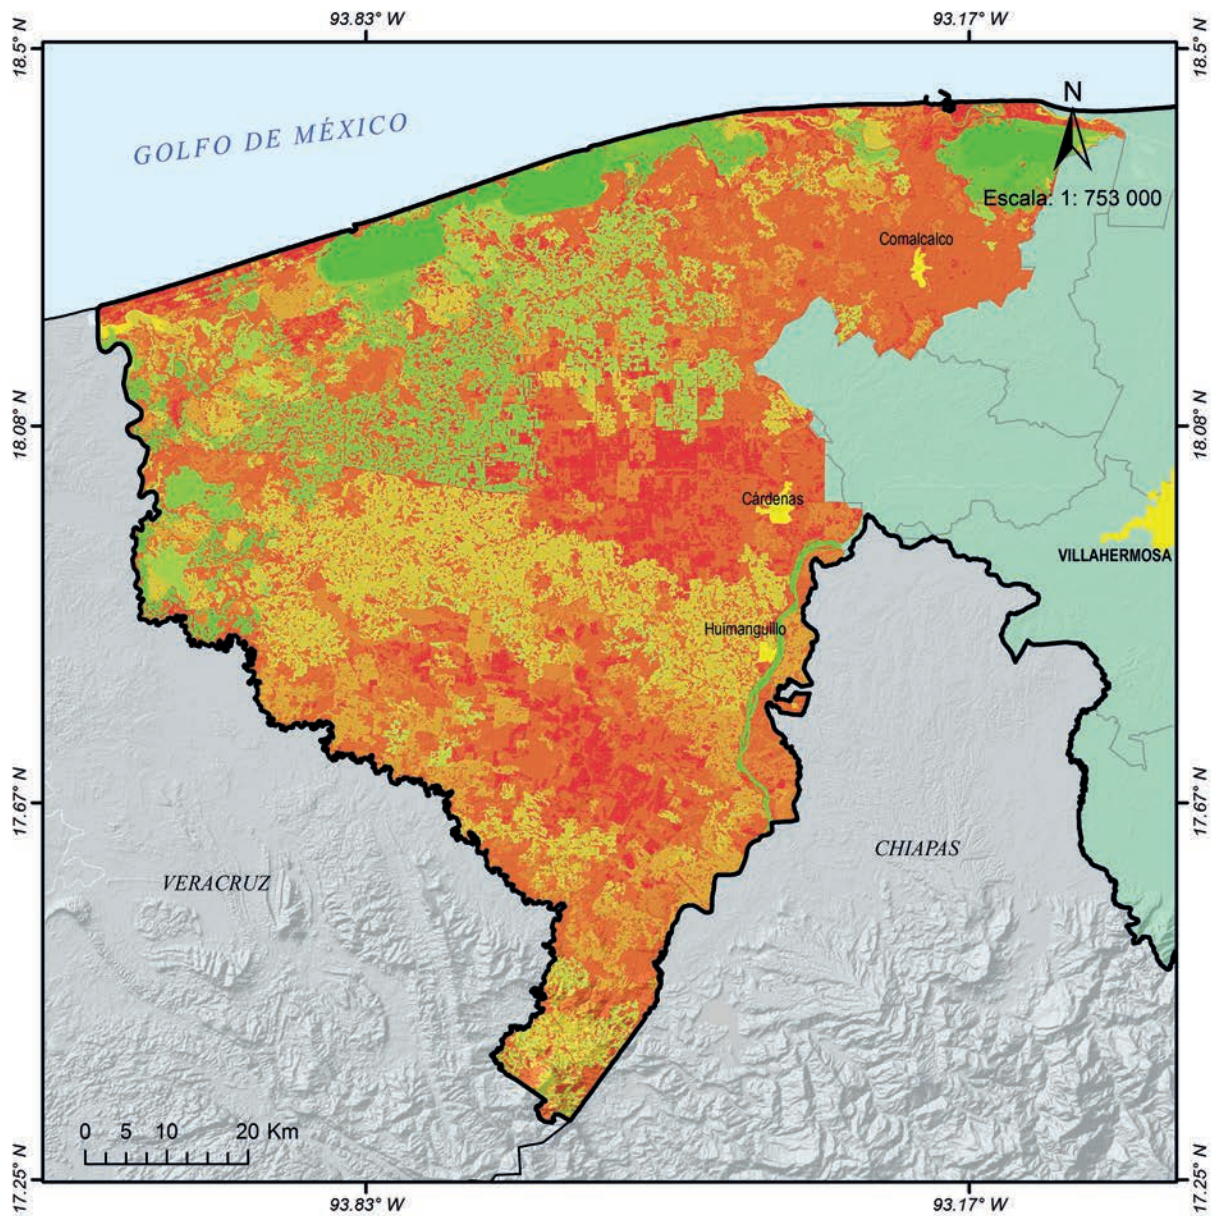 93.83° W
93.17° W
18.5° N
18.5° N
N
GOLFO DE MÉXICO
Escala: 1: 753 000
Comalcalco
18.08° N
18.08° N
Cárdenas
VILLAHERMOSA
Huimanguillo
17.67° N
17.67° N
CHIAPAS
VERACRUZ
0 5 10 20 Km
17.25° N
17.25° N
93.83° W
93.17° W